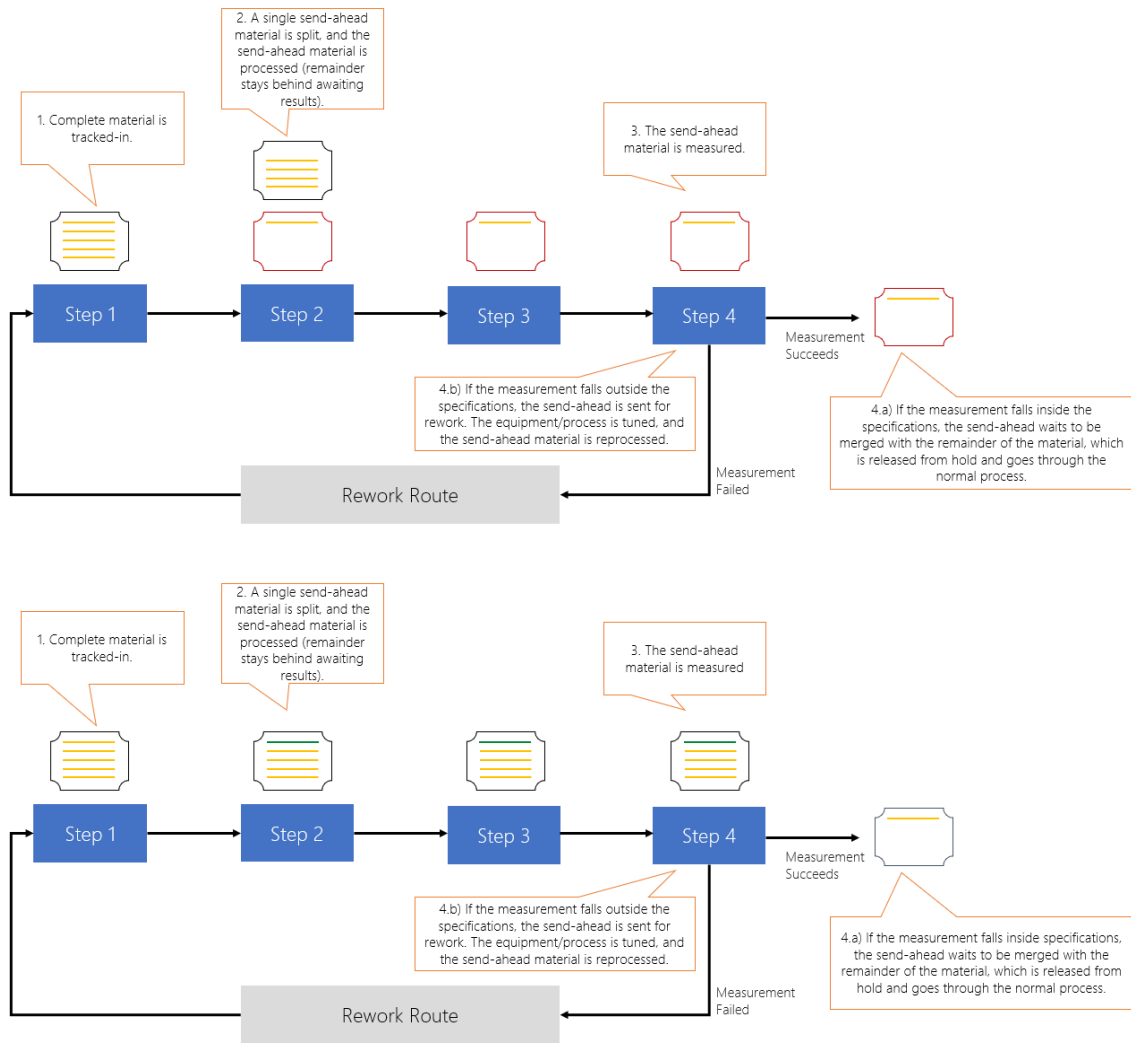 2. A single send-ahead
material is split, and the
send-ahead material is
processed (remainder
stays behind awaiting
results).
1. Complete material is
tracked-in.
3. The send-ahead
material is measured.
Step 1
Step 2
Step 3
Step 4
Measurement
Succeeds
4.b) If the measurement falls outside the
specifications, the send-ahead is sent for
rework. The equipment/process is tuned, and
the send-ahead material is reprocessed.
4.a) If the measurement falls inside the
specifications, the send-ahead waits to be
merged with the remainder of the material, which
is released from hold and goes through the
normal process.
Measurement
Failed
Rework Route
2. A single send-ahead
material is split, and the
send-ahead material is
processed (remainder
stays behind awaiting
results).
1. Complete material is
tracked-in.
3. The send-ahead
material is measured
Step 1
Step 2
Step 3
Step 4
Measurement
Succeeds
4.b) If the measurement falls outside the
specifications, the send-ahead is sent for
rework. The equipment/process is tuned, and
the send-ahead material is reprocessed.
4.a) If the measurement falls inside specifications,
the send-ahead waits to be merged with the
remainder of the material, which is released from
hold and goes through the normal process.
Measurement
Failed
Rework Route